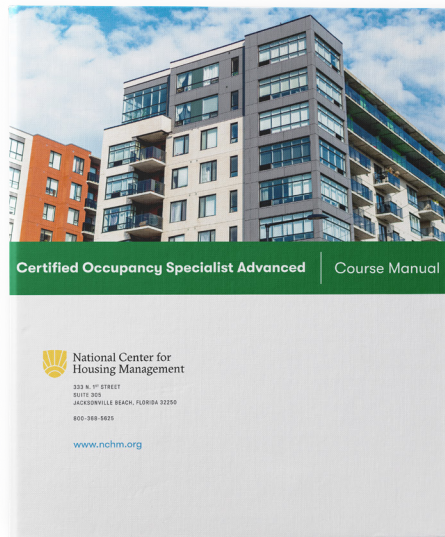 Certified Occupancy Specialist Advanced | Course Manual
National Center for
Housing Management
333 N. 1ST STREET
SUITE 305
JACKSONVILLE BEACH, FLORIDA 32250
800-368-5625
www.nchm.org